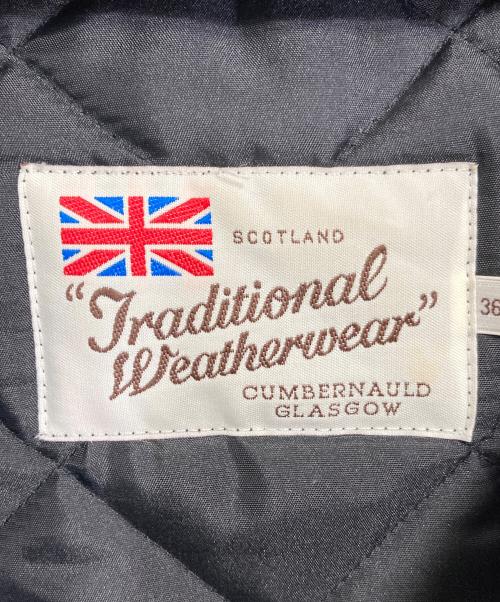 SCOTLAND
"Traditional
Weatherwear"
CUMBERNAULD
GLASGOW
36